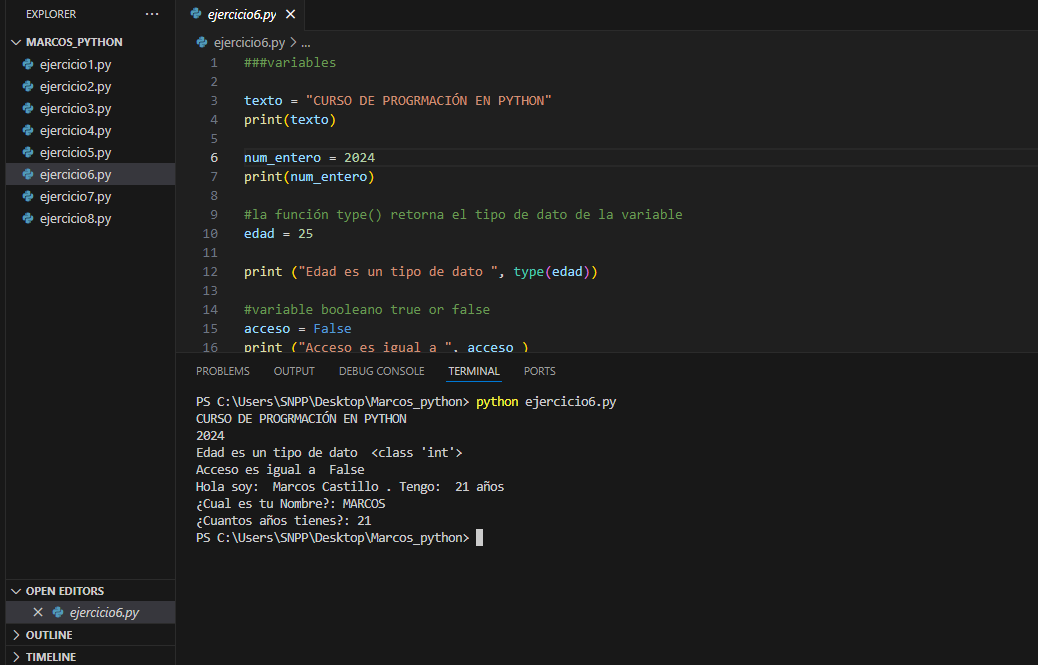 EXPLORER ...
MARCOS_PYTHON
ejercicio1.py
ejercicio2.py
ejercicio3.py
ejercicio4.py
ejercicio5.py
ejercicio6.py
ejercicio7.py
ejercicio8.py
OPEN EDITORS
ejercicio6.py
OUTLINE
TIMELINE
ejercicio6.py
ejercicio6.py > ...
1 ###variables
2
3 texto = "CURSO DE PROGRMACIÓN EN PYTHON"
4 print(texto)
5
6 num_entero = 2024
7 print(num_entero)
8
9 #la función type() retorna el tipo de dato de la variable
10 edad = 25
11
12 print ("Edad es un tipo de dato ", type(edad))
13
14 #variable booleano true or false
15 acceso = False
16 print ("Acceso es igual a ", acceso )
PROBLEMS OUTPUT DEBUG CONSOLE TERMINAL PORTS
PS C:\Users\SNPP\Desktop\Marcos_python> python ejercicio6.py
CURSO DE PROGRMACIÓN EN PYTHON
2024
Edad es un tipo de dato  <class 'int'>
Acceso es igual a  False
Hola soy:  Marcos Castillo . Tengo:  21 años
¿Cual es tu Nombre?: MARCOS
¿Cuantos años tienes?: 21
PS C:\Users\SNPP\Desktop\Marcos_python>